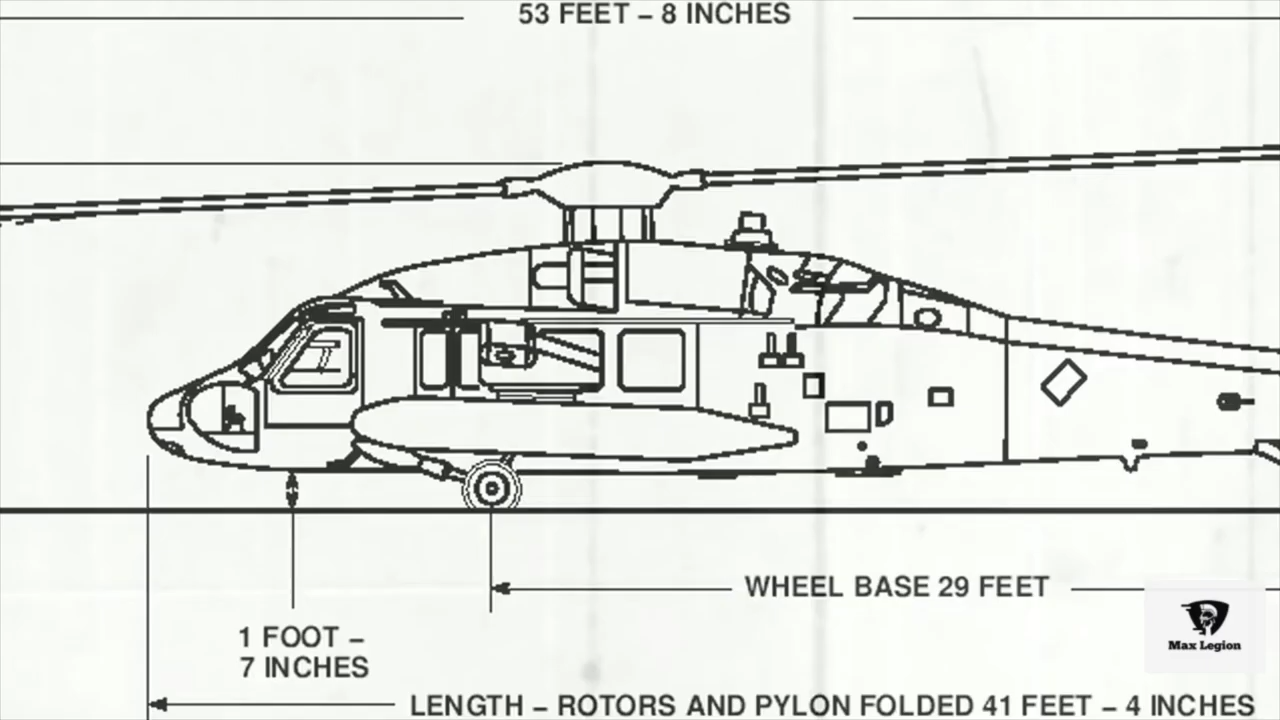 53 FEET – 8 INCHES
WHEEL BASE 29 FEET
1 FOOT –
7 INCHES
Max Legion
LENGTH – ROTORS AND PYLON FOLDED 41 FEET – 4 INCHES